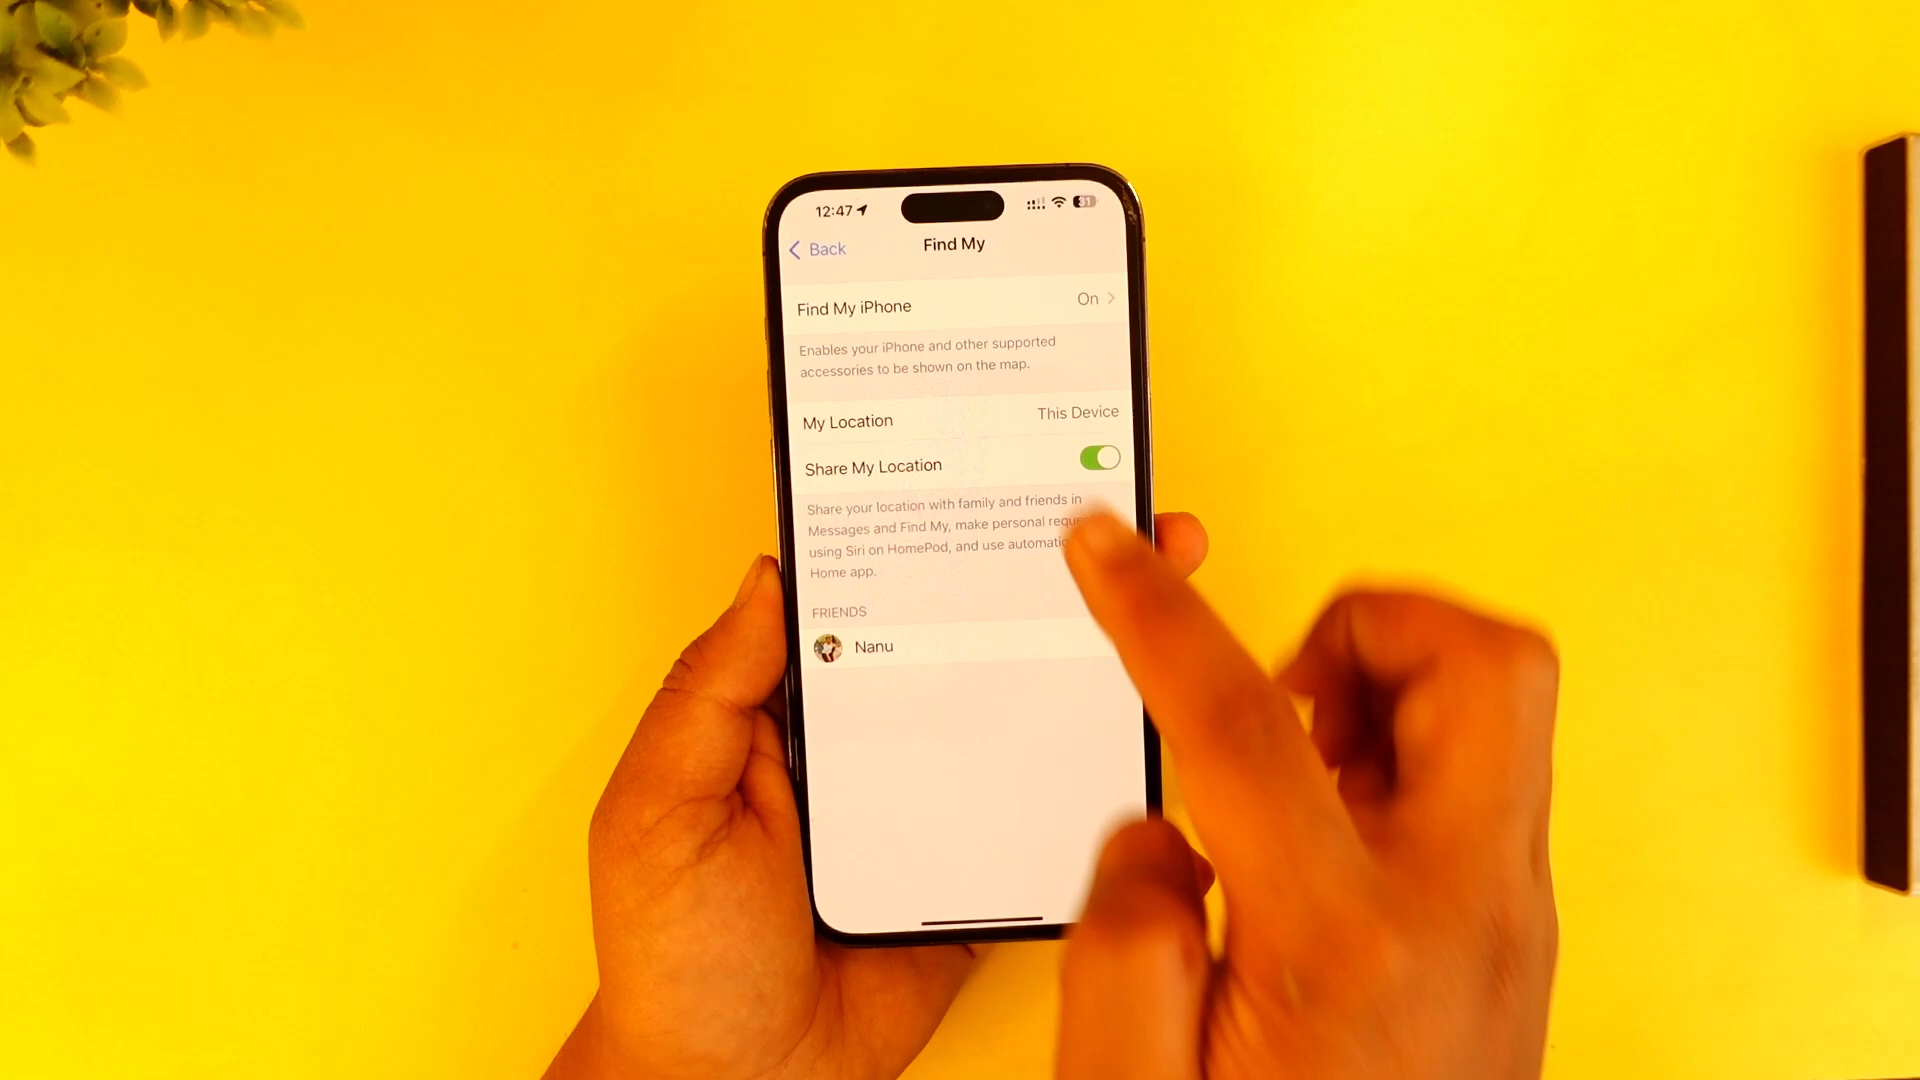 12:47
31
Back
Find My
Find My iPhone
On
Enables your iPhone and other supported
accessories to be shown on the map.
My Location
This Device
Share My Location
Share your location with family and friends in
Messages and Find My, make personal
using Siri on HomePod, and use
Home app.
FRIENDS
Nanu